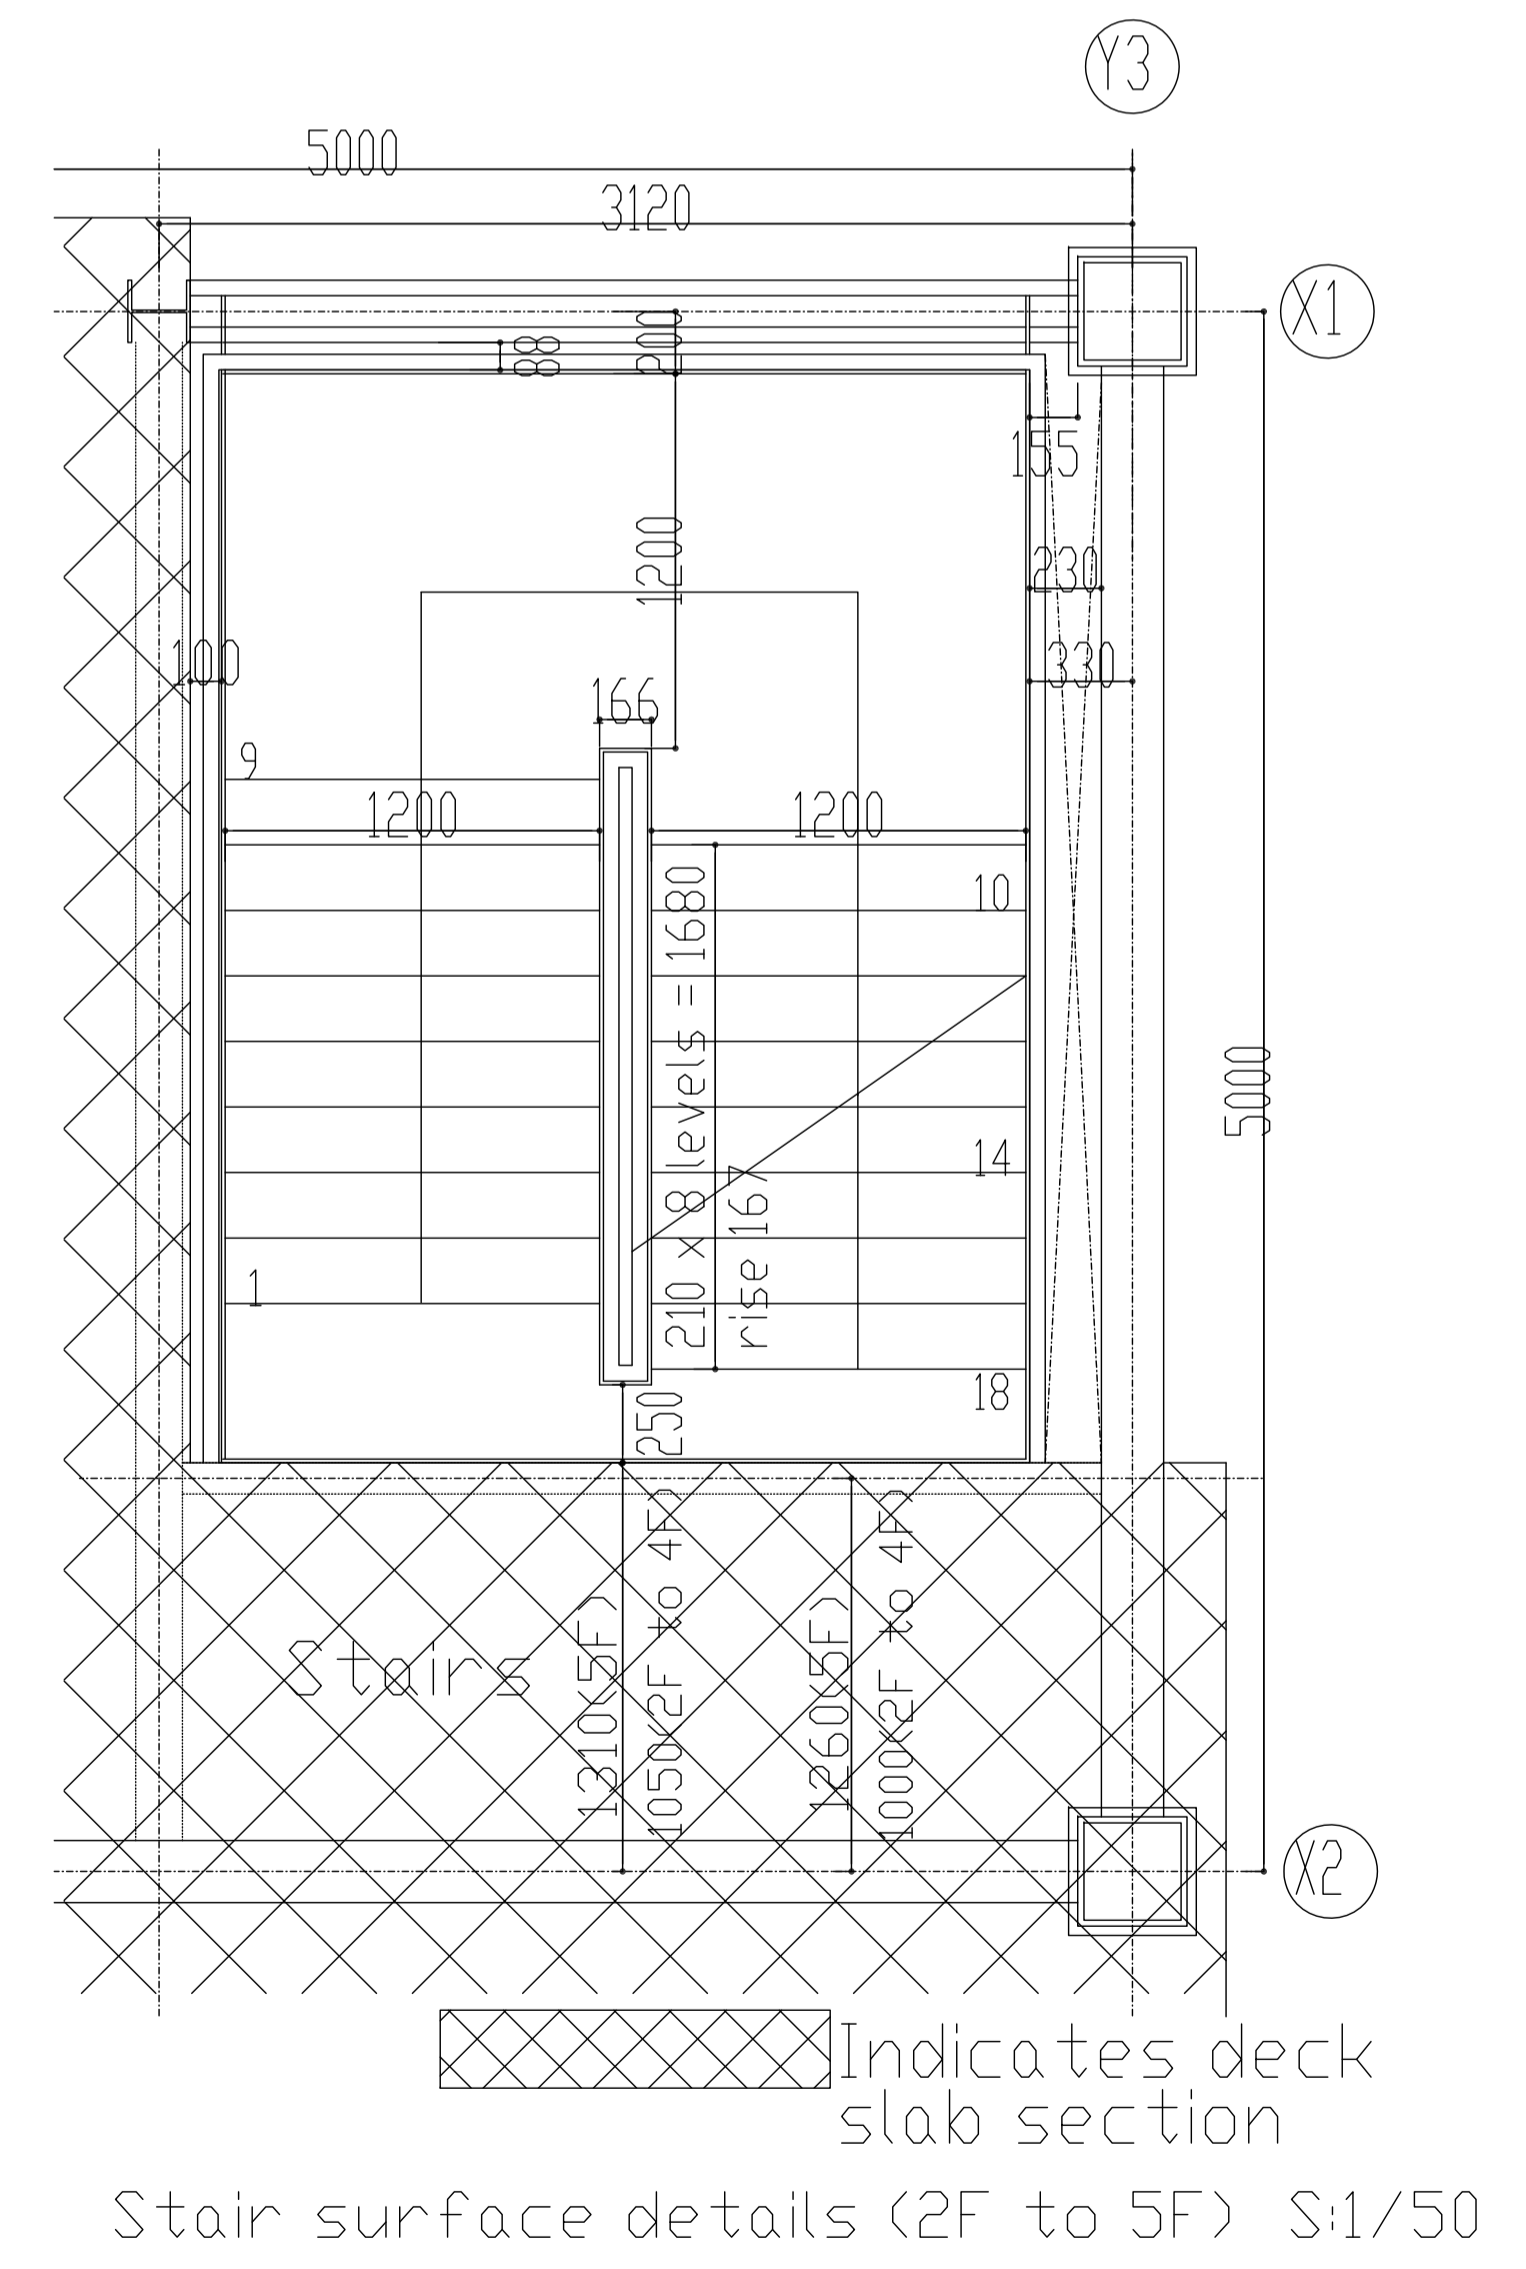 Y3
5000
3120
X1
200
88
155
1200
230
100
330
166
9
1200
1200
10
210 x 8 levels = 1680
rise 167
5000
14
1
18
250
Stairs
1310(5F)
1050(2F to 4F)
1260(5F)
1000(2F to 4F)
X2
Indicates deck
slab section
Stair surface details (2F to 5F) S:1/50